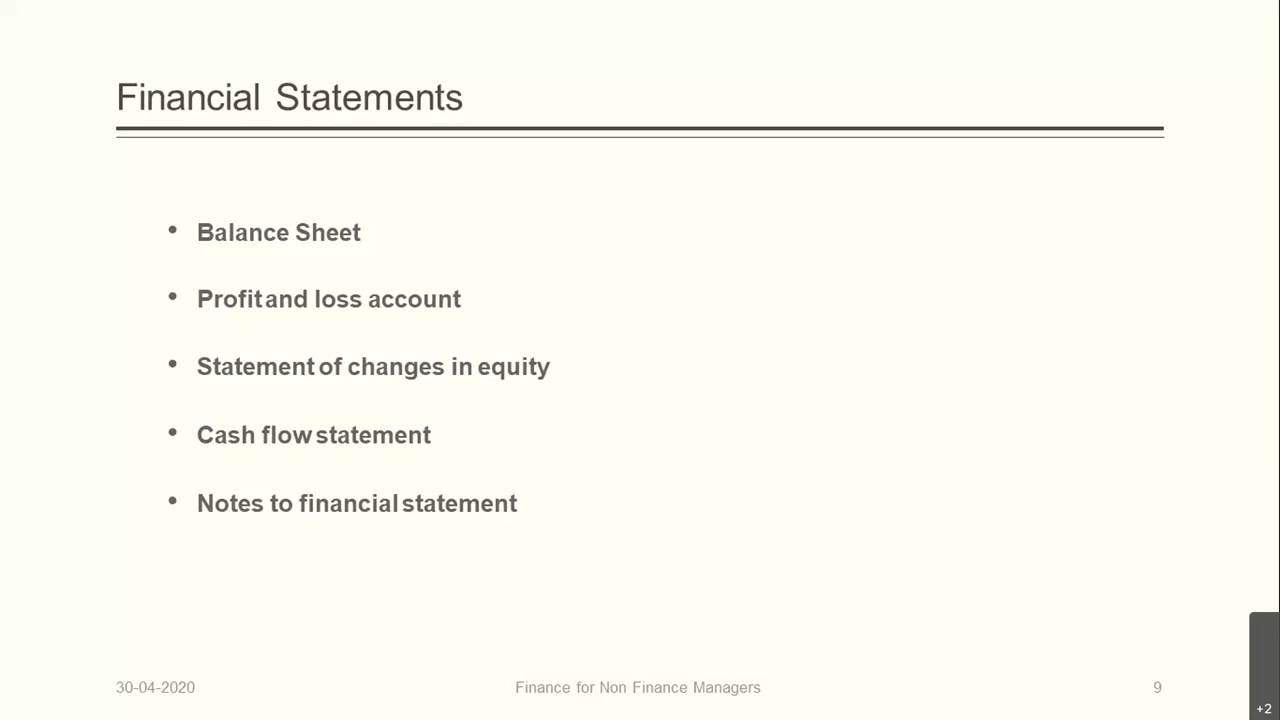 Financial Statements
• Balance Sheet
• Profit and loss account
• Statement of changes in equity
• Cash flow statement
• Notes to financial statement
30-04-2020 Finance for Non Finance Managers 9
+2